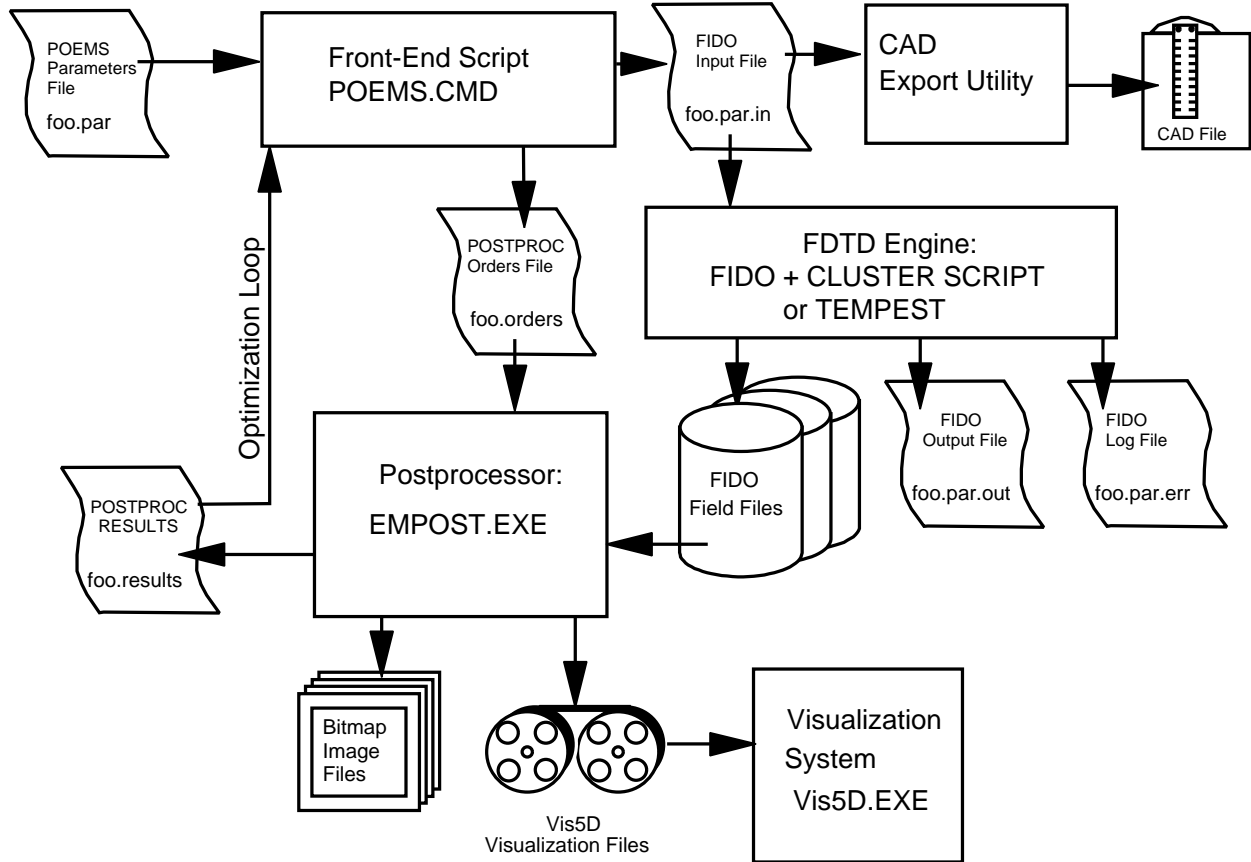 POEMS
Parameters
File
foo.par
Front-End Script
POEMS.CMD
FIDO
Input File
foo.par.in
CAD
Export Utility
CAD File
Optimization Loop
POSTPROC
Orders File
foo.orders
FDTD Engine:
FIDO + CLUSTER SCRIPT
or TEMPEST
POSTPROC
RESULTS
foo.results
Postprocessor:
EMPOST.EXE
FIDO
Field Files
FIDO
Output File
foo.par.out
FIDO
Log File
foo.par.err
Bitmap
Image
Files
Vis5D
Visualization Files
Visualization
System
Vis5D.EXE